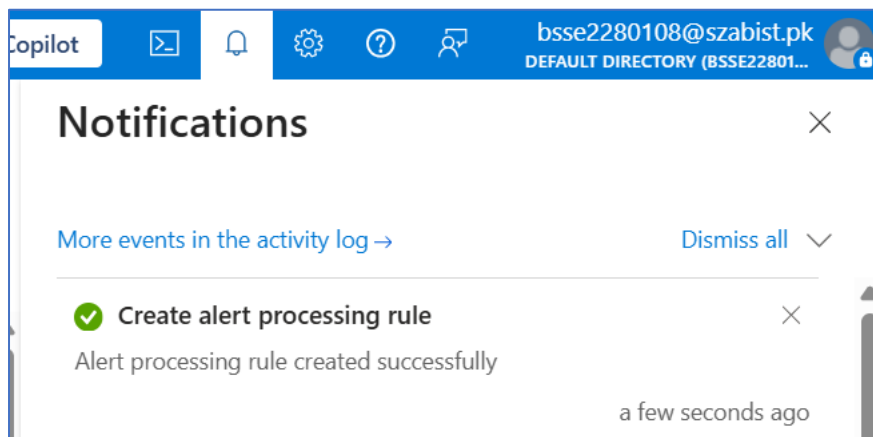 Copilot
bsse2280108@szabist.pk
DEFAULT DIRECTORY (BSSE22801...
Notifications
More events in the activity log →
Dismiss all
Create alert processing rule
Alert processing rule created successfully
a few seconds ago